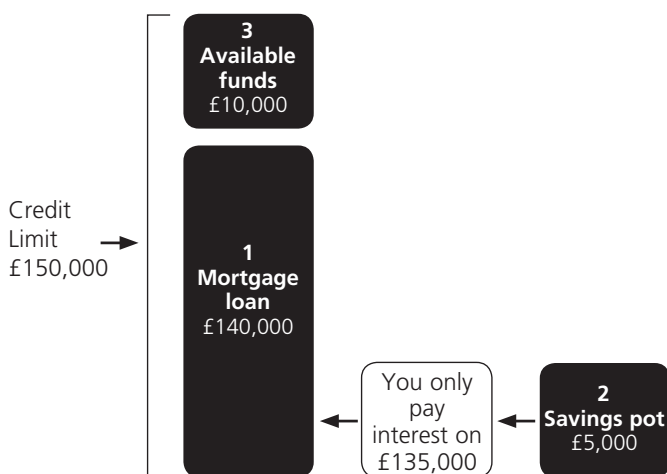 3
Available
funds
£10,000
Credit
Limit
£150,000
1
Mortgage
loan
£140,000
You only
pay
interest on
£135,000
2
Savings pot
£5,000